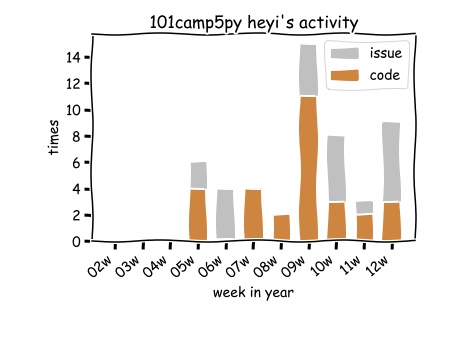 101camp5py heyi's activity
issue
code
times
14
12
10
8
6
4
2
0
02w
03w
04w
05w
06w
07w
08w
09w
10w
11w
12w
week in year